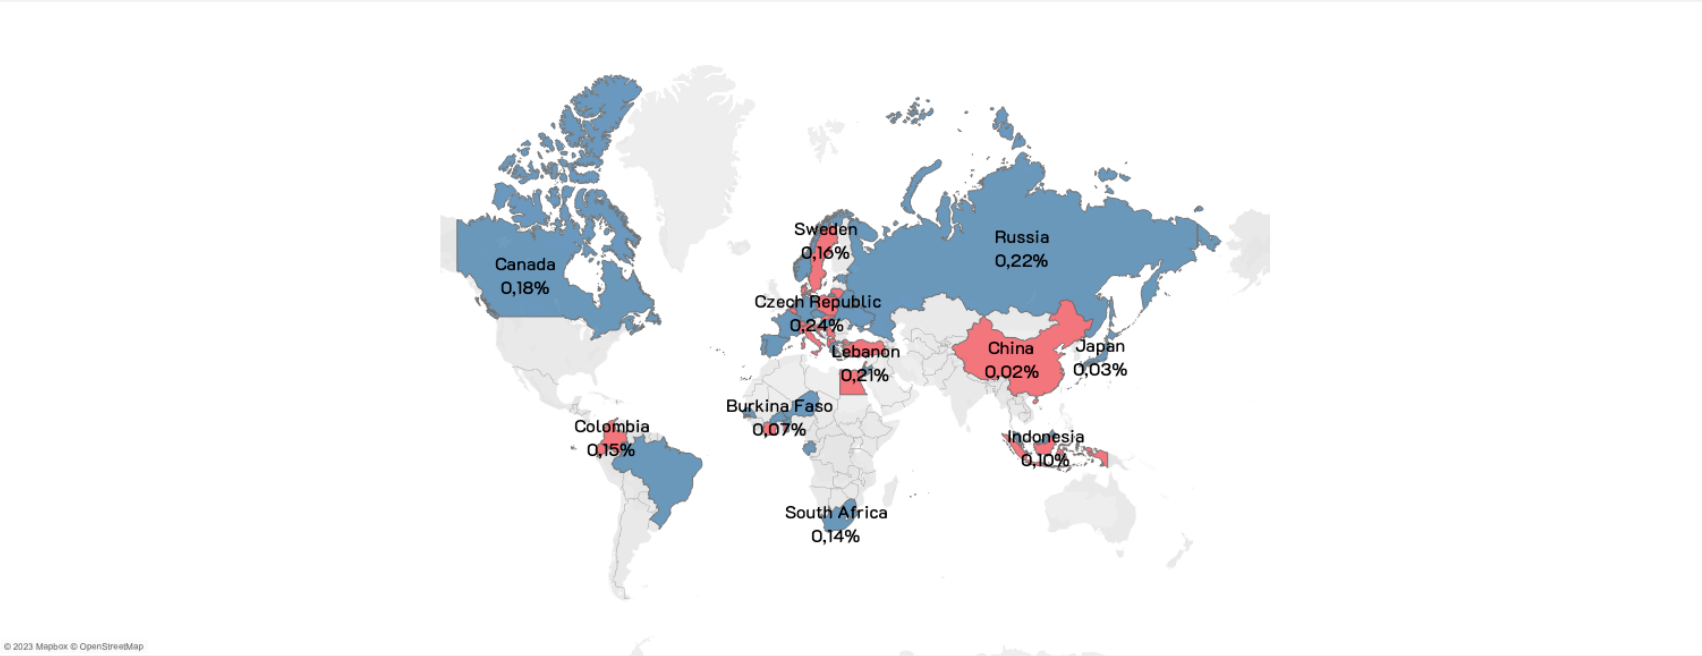 Sweden
0,16%
Russia
0,22%
Canada
0,18%
Czech Republic
0,24%
Lebanon
0,21%
China
0,02%
Japan
0,03%
Burkina Faso
0,07%
Colombia
0,15%
Indonesia
0,10%
South Africa
0,14%
© 2023 Mapbox © OpenStreetMap